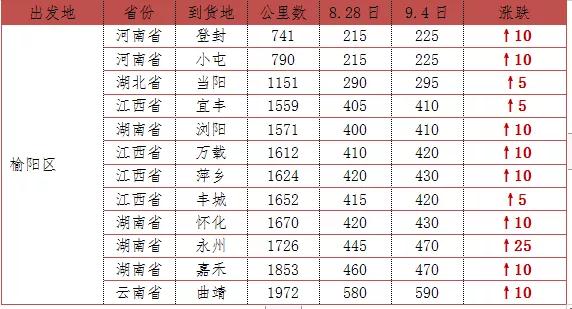 出发地 省份 到货地 公里数 8.28日 9.4日 涨跌
河南省 登封 741 215 225 ↑10
河南省 小屯 790 215 225 ↑10
湖北省 当阳 1151 290 295 ↑5
江西省 宜丰 1559 405 410 ↑5
湖南省 浏阳 1571 400 410 ↑10
榆阳区 江西省 万载 1612 410 420 ↑10
江西省 萍乡 1624 420 430 ↑10
江西省 丰城 1652 415 420 ↑5
湖南省 怀化 1670 420 430 ↑10
湖南省 永州 1726 445 470 ↑25
湖南省 嘉禾 1853 460 470 ↑10
云南省 曲靖 1972 580 590 ↑10